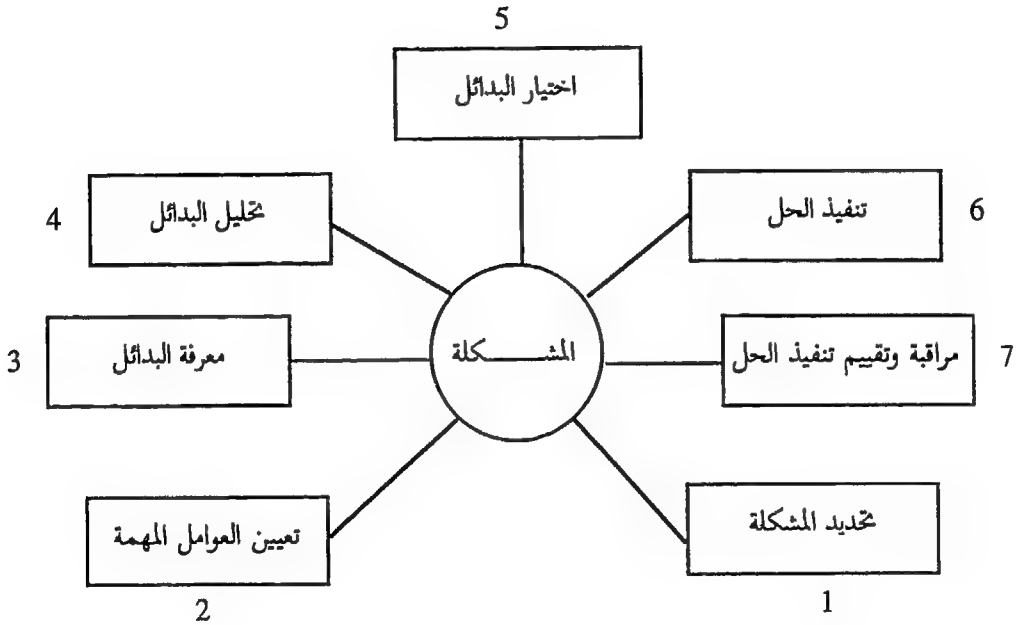 5
اختيار البدائل
4
تحليل البدائل
تنفيذ الحل
6
3
معرفة البدائل
المشـــــكلة
مراقبة وتقييم تنفيذ الحل
7
تعيين العوامل المهمة
2
تحديد المشكلة
1